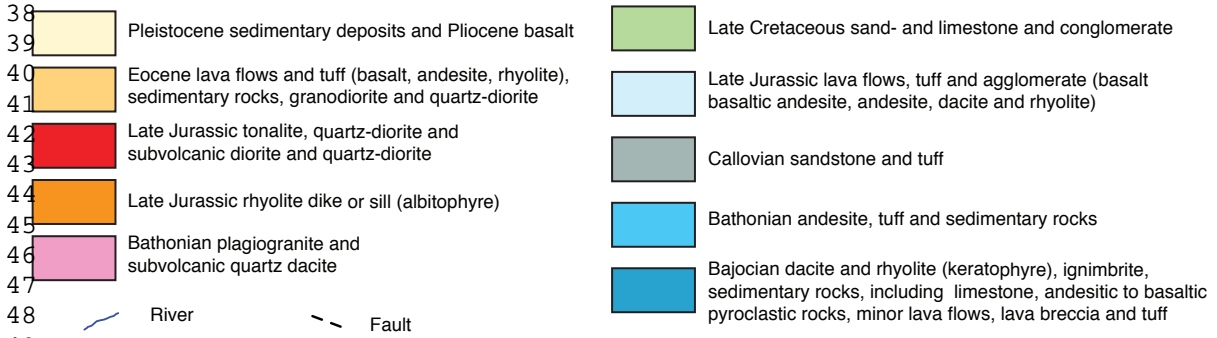 38
39
Pleistocene sedimentary deposits and Pliocene basalt
40
Eocene lava flows and tuff (basalt, andesite, rhyolite),
41
sedimentary rocks, granodiorite and quartz-diorite
42
Late Jurassic tonalite, quartz-diorite and
43
subvolcanic diorite and quartz-diorite
44
Late Jurassic rhyolite dike or sill (albitophyre)
45
46
Bathonian plagiogranite and
subvolcanic quartz dacite
47
48
River
Fault
Late Cretaceous sand- and limestone and conglomerate
Late Jurassic lava flows, tuff and agglomerate (basalt
basaltic andesite, andesite, dacite and rhyolite)
Callovian sandstone and tuff
Bathonian andesite, tuff and sedimentary rocks
Bajocian dacite and rhyolite (keratophyre), ignimbrite,
sedimentary rocks, including limestone, andesitic to basaltic
pyroclastic rocks, minor lava flows, lava breccia and tuff